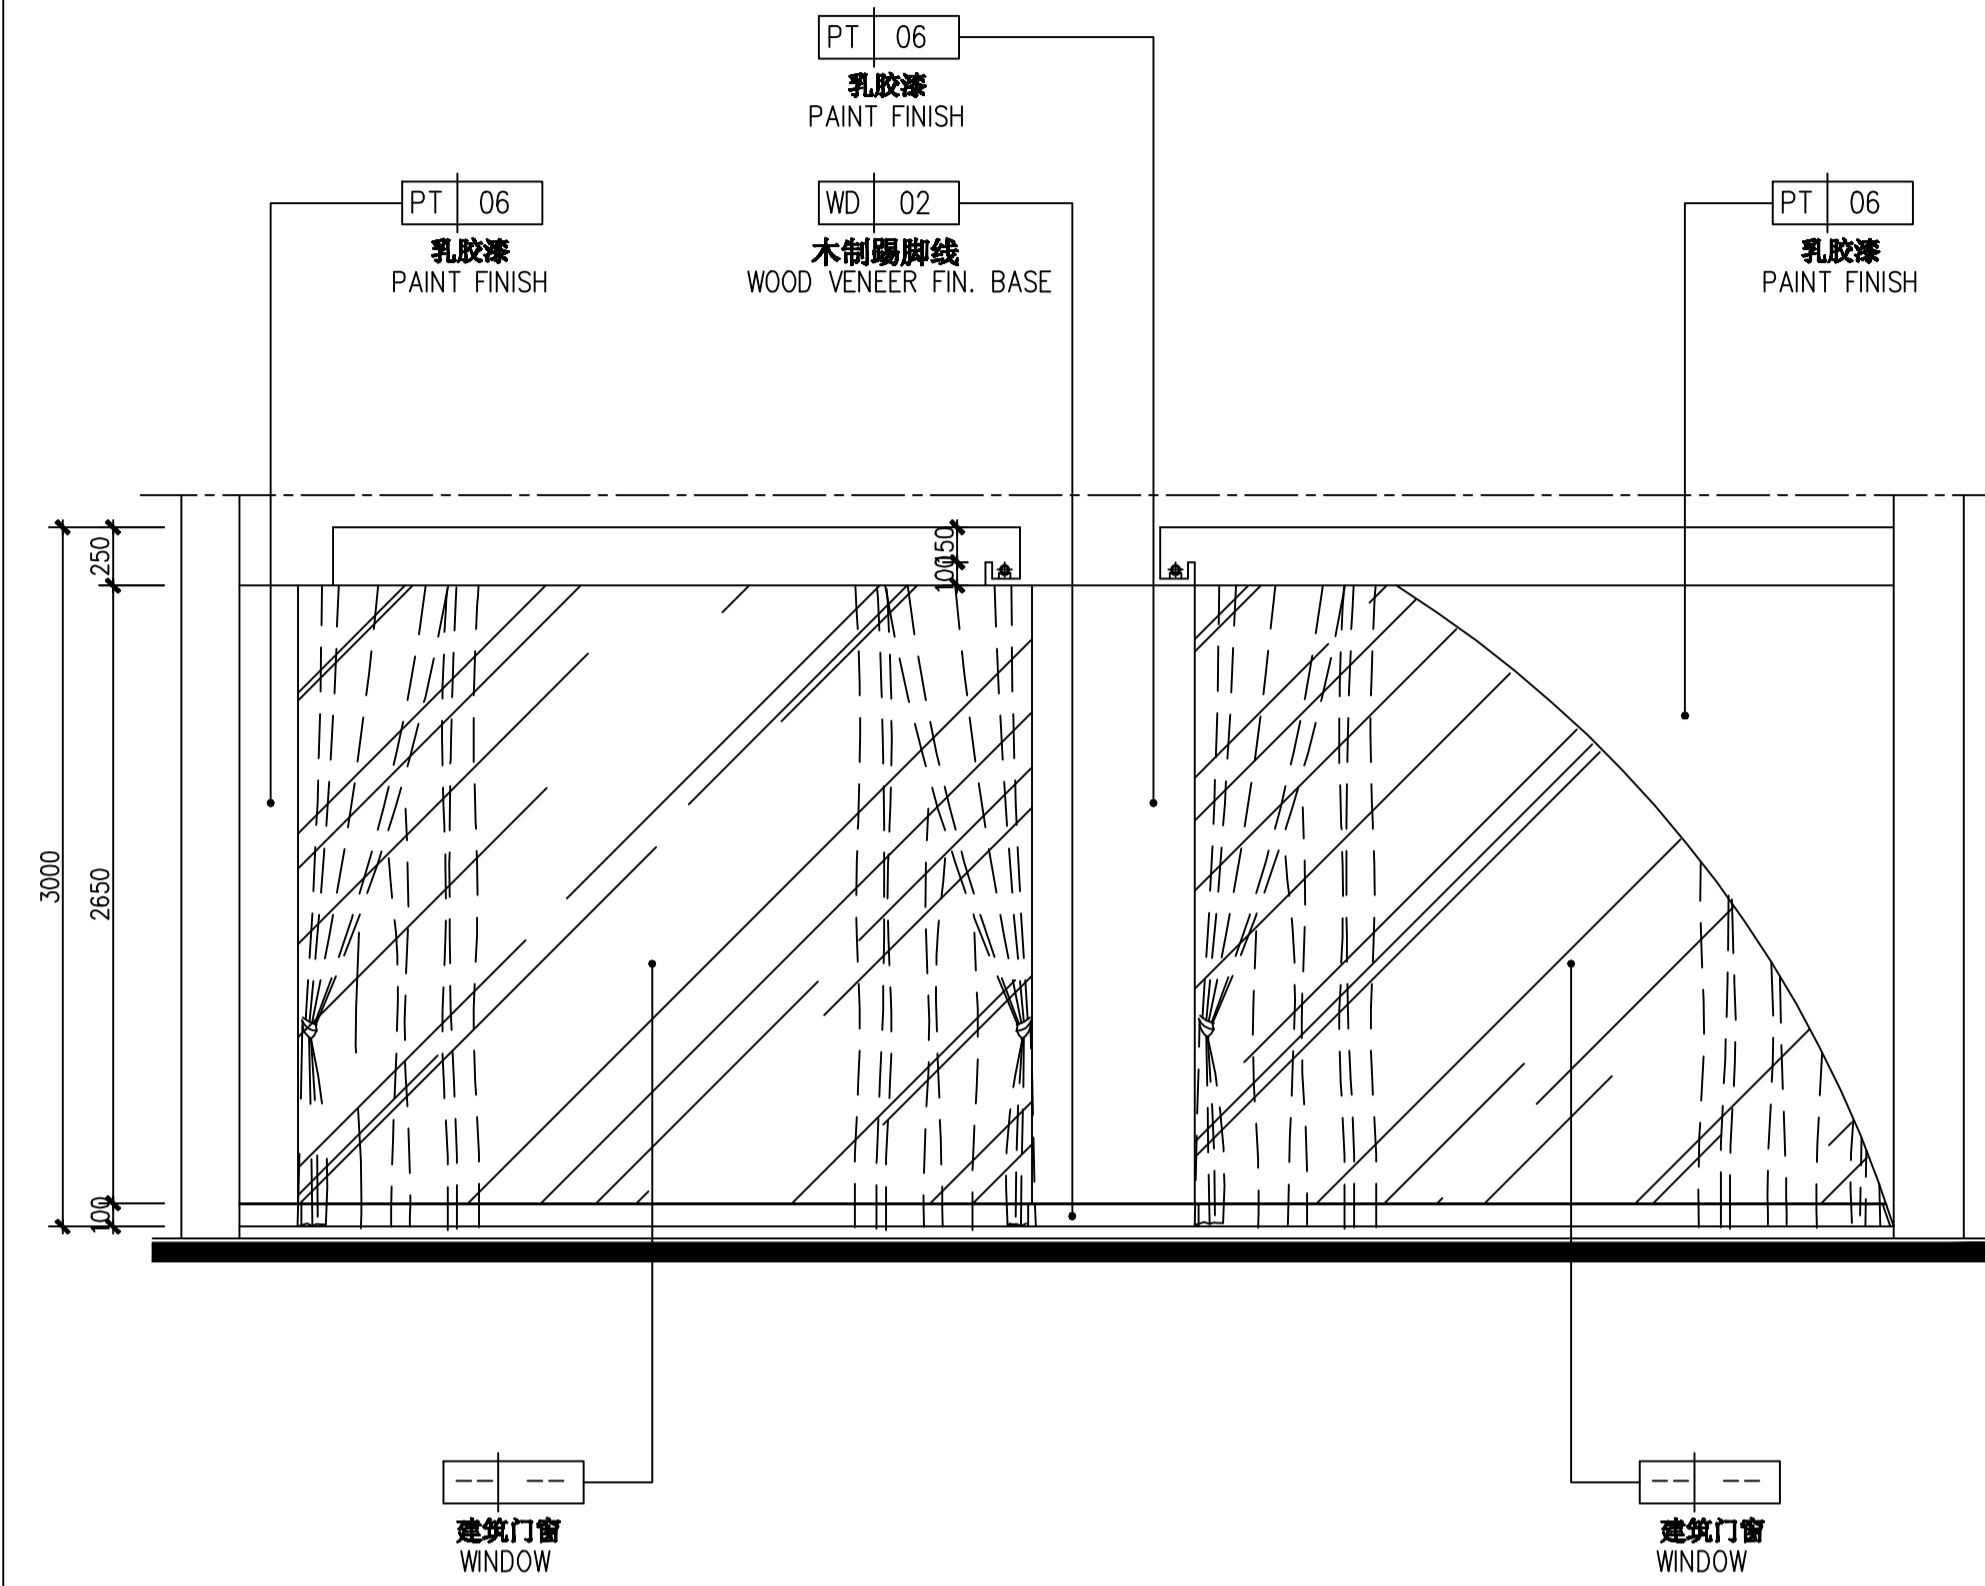 PT 06
乳胶漆
PAINT FINISH
PT 06
乳胶漆
PAINT FINISH
WD 02
木制踢脚线
WOOD VENEER FIN. BASE
PT 06
乳胶漆
PAINT FINISH
250
150
100
3000
2650
100
-- --
建筑门窗
WINDOW
-- --
建筑门窗
WINDOW